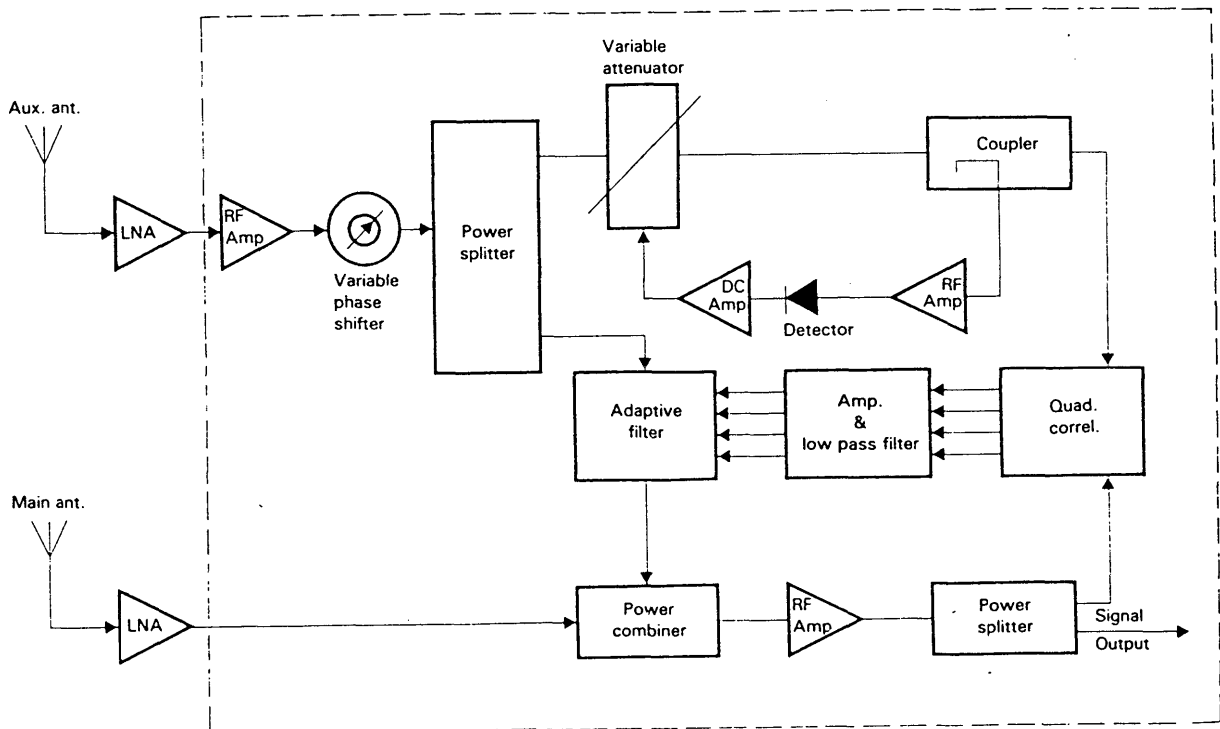 Variable
attenuator
Aux. ant.
Coupler
LNA
RF
Amp
Power
splitter
Variable
phase
shifter
DC
Amp
Detector
RF
Amp
Adaptive
filter
Amp.
&
low pass filter
Quad.
correl.
Main ant.
LNA
Power
combiner
RF
Amp
Power
splitter
Signal
Output